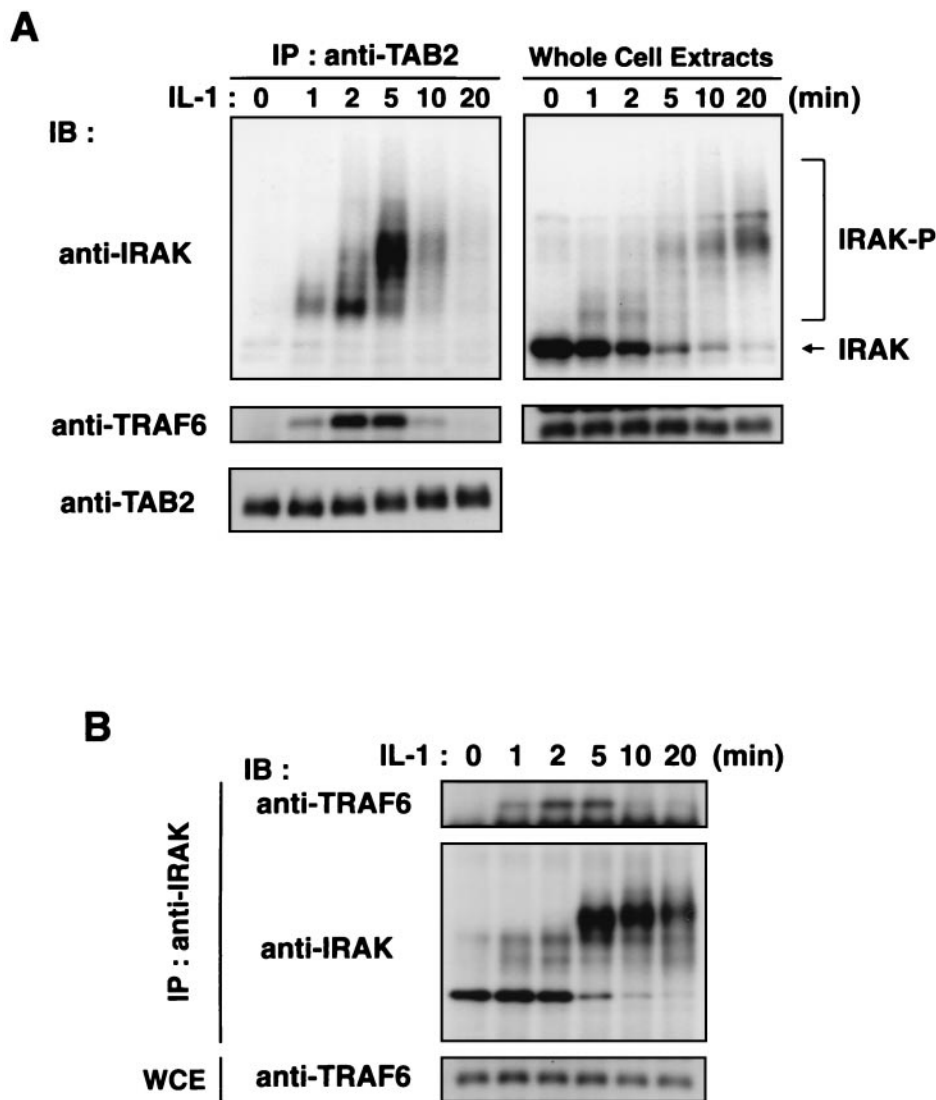 A
IP : anti-TAB2
Whole Cell Extracts
IL-1 : 0 1 2 5 10 20
0 1 2 5 10 20 (min)
IB :
anti-IRAK
IRAK-P
← IRAK
anti-TRAF6
anti-TAB2
B
IL-1 : 0 1 2 5 10 20 (min)
IB :
anti-TRAF6
IP : anti-IRAK
anti-IRAK
WCE
anti-TRAF6